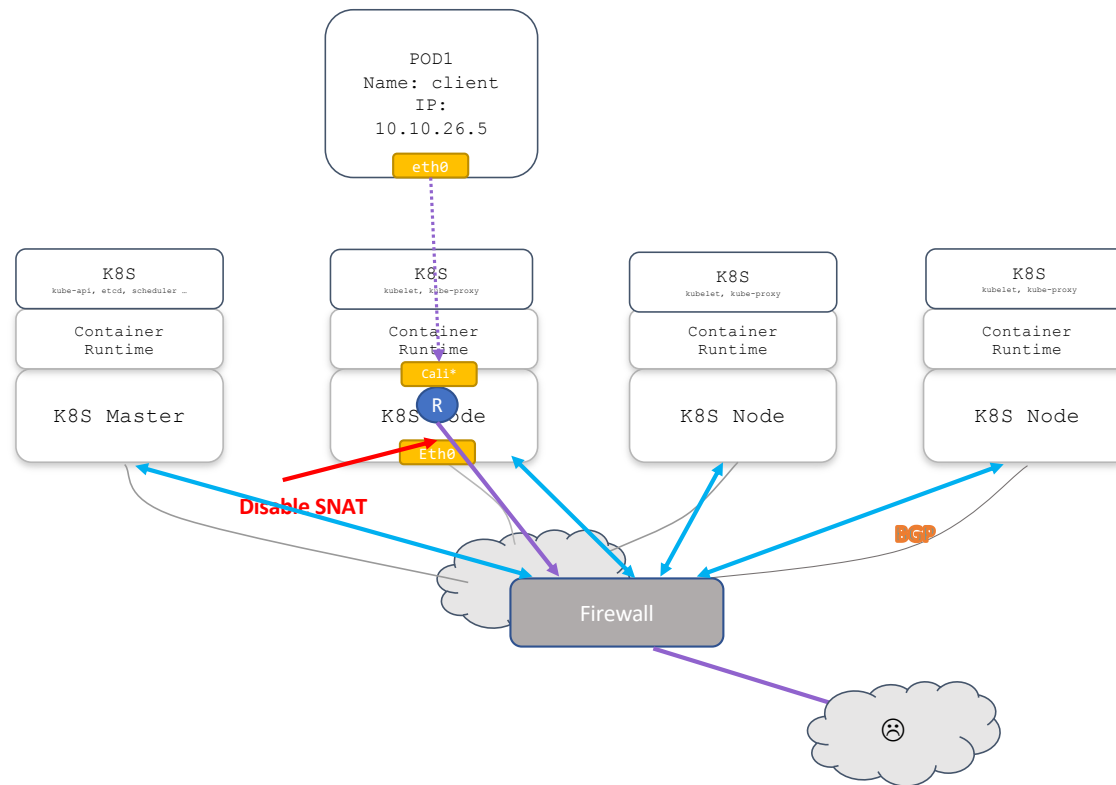 POD1
Name: client
IP:
10.10.26.5
eth0
K8S
kube-api, etcd, scheduler …
Container
Runtime
K8S Master
K8S
kubelet, kube-proxy
Container
Runtime
Cali*
R
K8S Node
Eth0
K8S
kubelet, kube-proxy
Container
Runtime
K8S Node
K8S
kubelet, kube-proxy
Container
Runtime
K8S Node
Disable SNAT
BGP
Firewall
☹